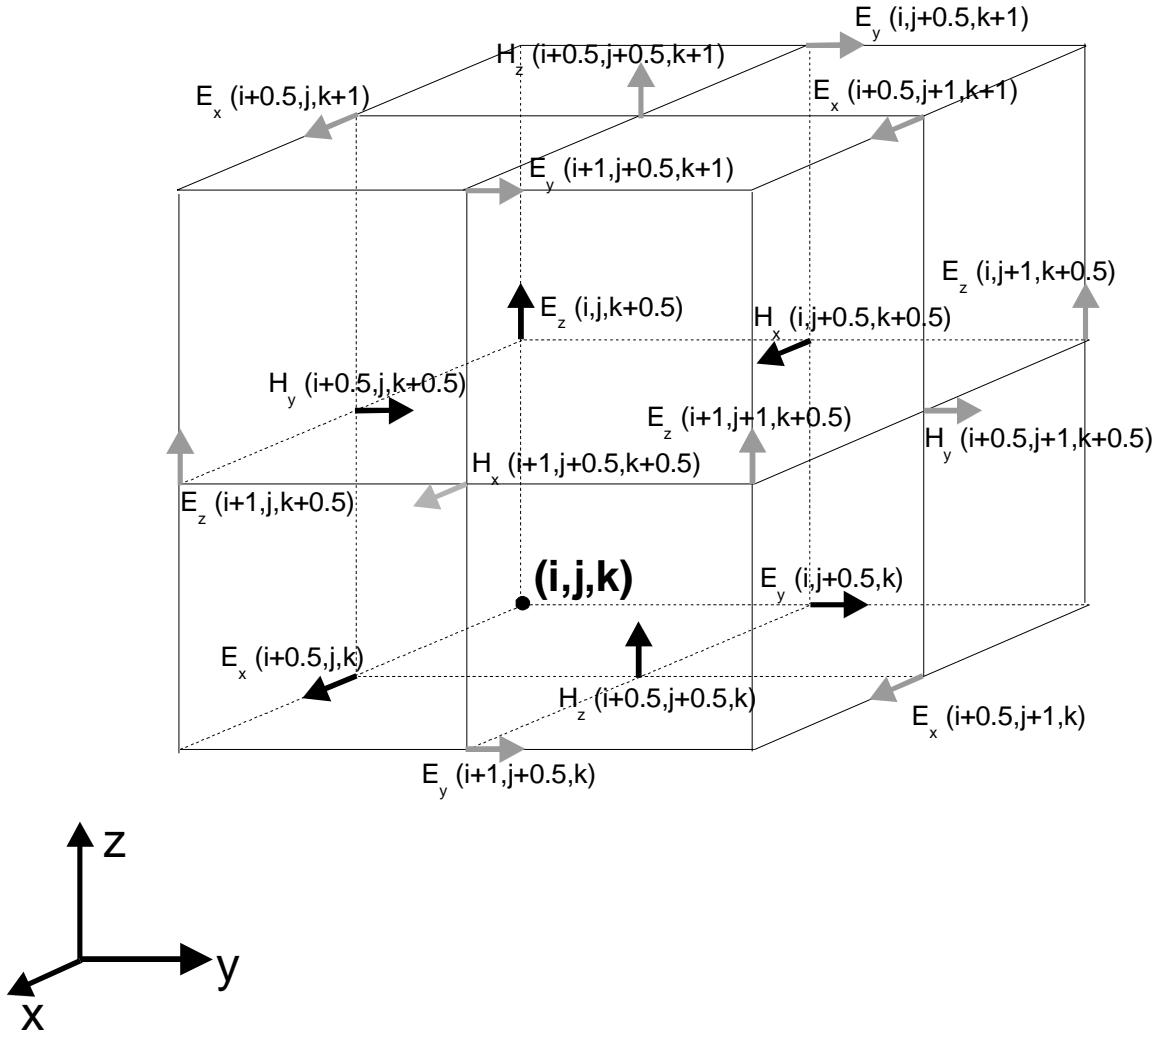 E_y (i,j+0.5,k+1)
H_z (i+0.5,j+0.5,k+1)
E_x (i+0.5,j,k+1)
E_x (i+0.5,j+1,k+1)
E_y (i+1,j+0.5,k+1)
E_z (i,j+1,k+0.5)
E_z (i,j,k+0.5)
H_x (i,j+0.5,k+0.5)
H_y (i+0.5,j,k+0.5)
E_z (i+1,j+1,k+0.5)
H_y (i+0.5,j+1,k+0.5)
H_x (i+1,j+0.5,k+0.5)
E_z (i+1,j,k+0.5)
(i,j,k)
E_y (i,j+0.5,k)
E_x (i+0.5,j,k)
H_z (i+0.5,j+0.5,k)
E_x (i+0.5,j+1,k)
E_y (i+1,j+0.5,k)
z
y
x